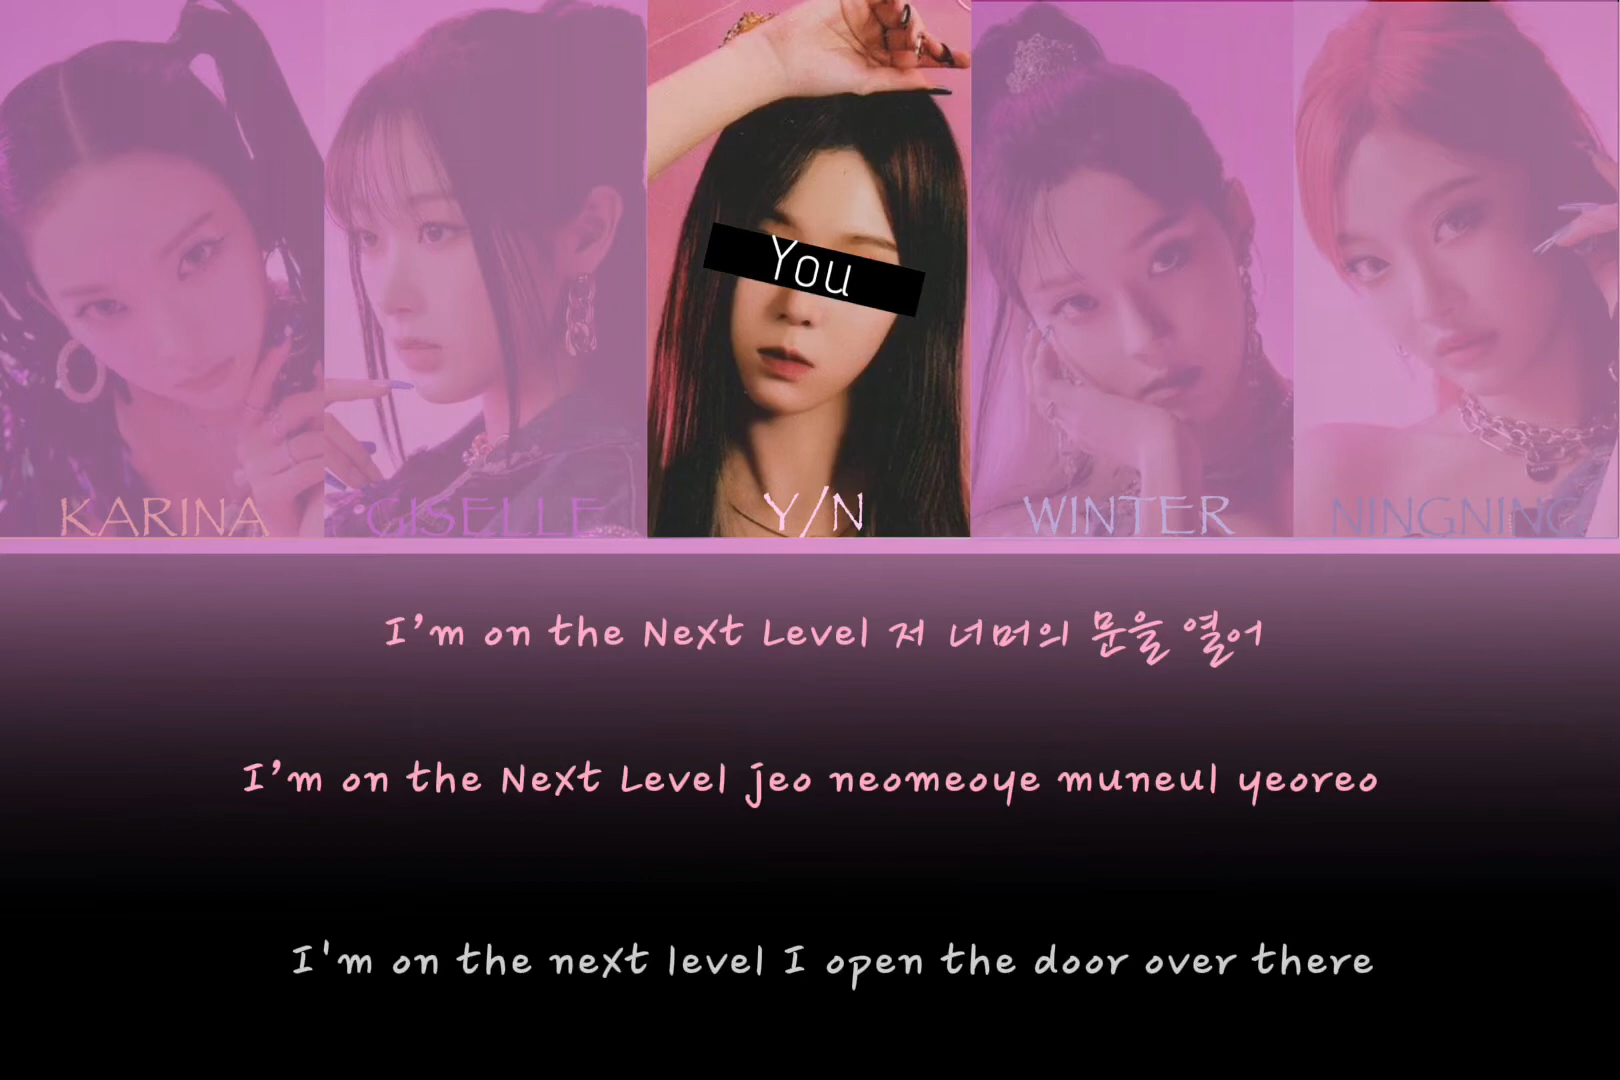 You
KARINA
GISELLE
Y/N
WINTER
NINGNING
I'm on the Next Level 저 너머의 문을 열어
I'm on the Next Level jeo neomeoye muneul yeoreo
I'm on the next level I open the door over there